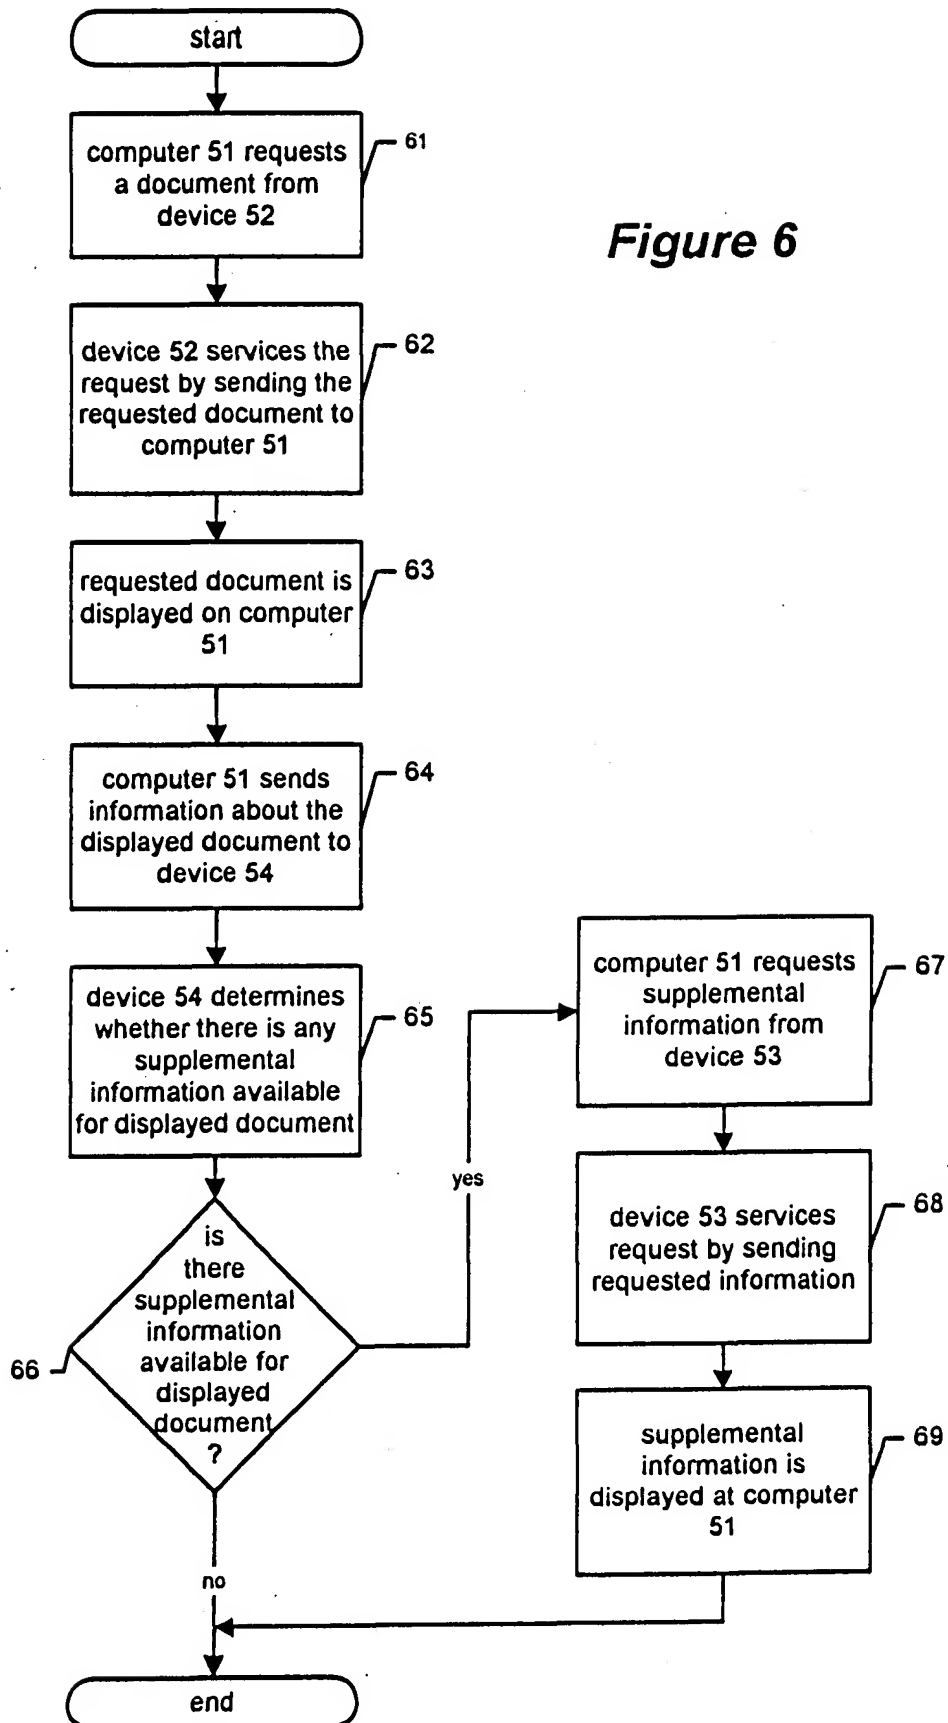 start
computer 51 requests
a document from
device 52
61
Figure 6
device 52 services the
request by sending the
requested document to
computer 51
62
requested document is
displayed on computer
51
63
computer 51 sends
information about the
displayed document to
device 54
64
device 54 determines
whether there is any
supplemental
information available
for displayed document
65
is
there
supplemental
information
available for
displayed
document
?
66
yes
no
computer 51 requests
supplemental
information from
device 53
67
device 53 services
request by sending
requested information
68
supplemental
information is
displayed at computer
51
69
end